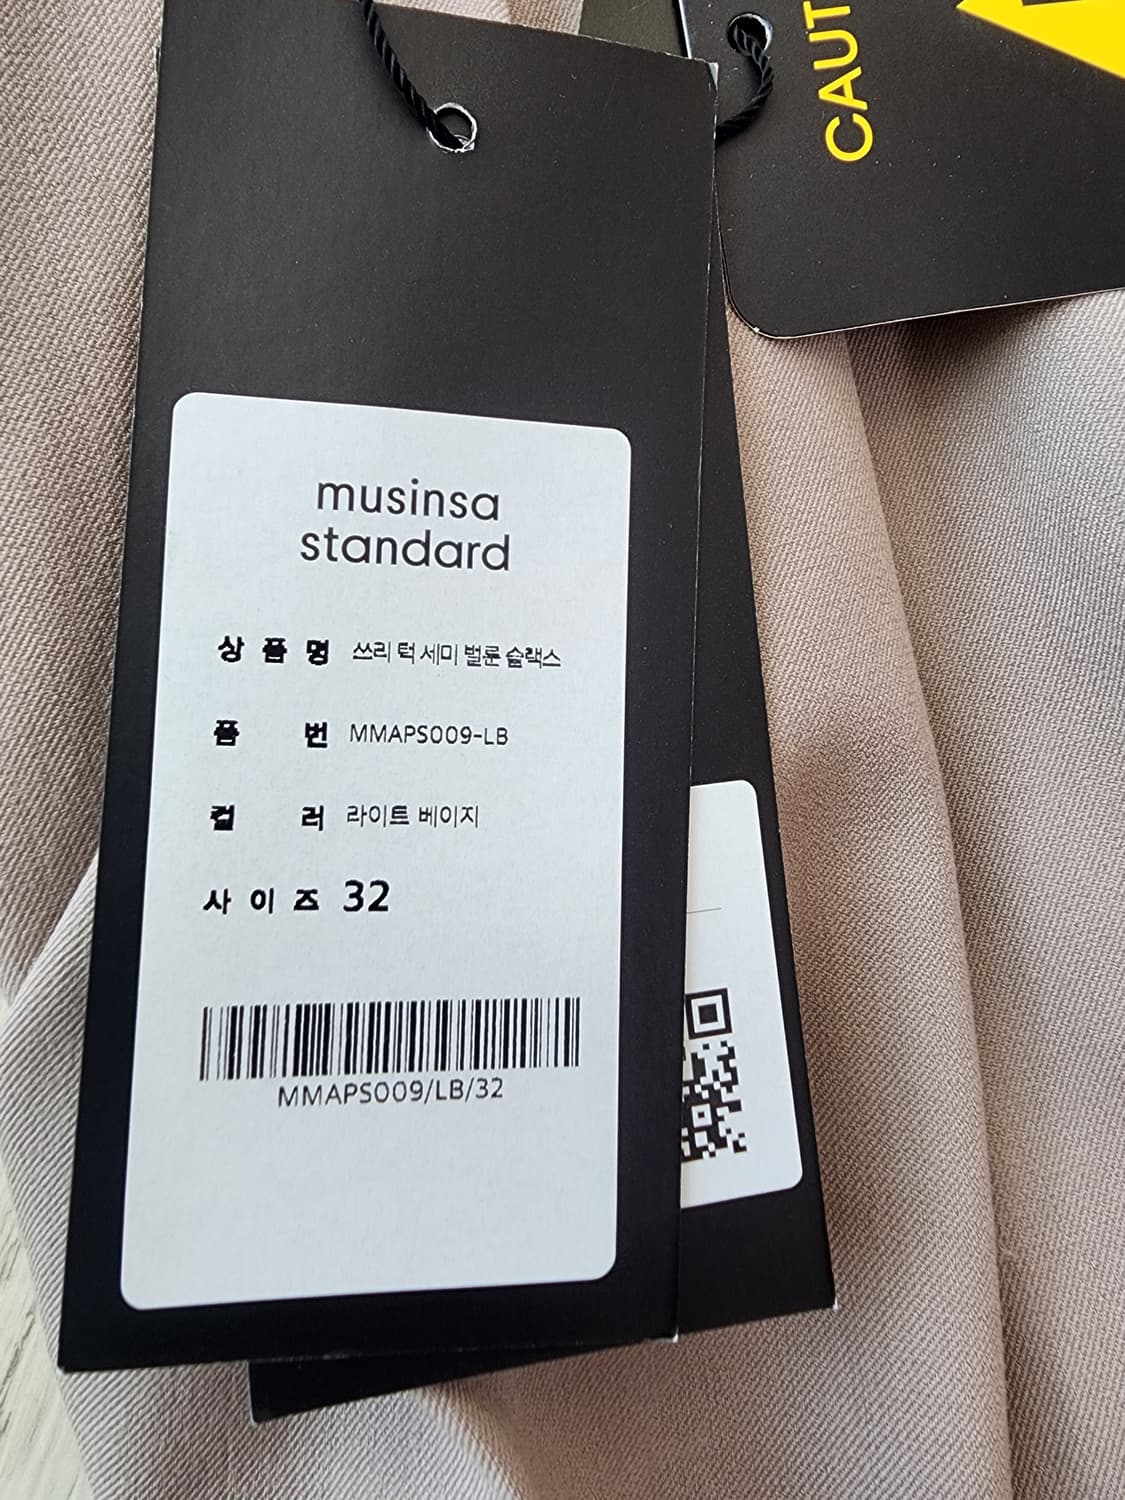 CAUT
musinsa
standard
상 품 명 쓰리 턱 세미 벌룬 슬랙스
품 번 MMAPS009-LB
컬 러 라이트 베이지
사 이 즈 32
MMAPS009/LB/32